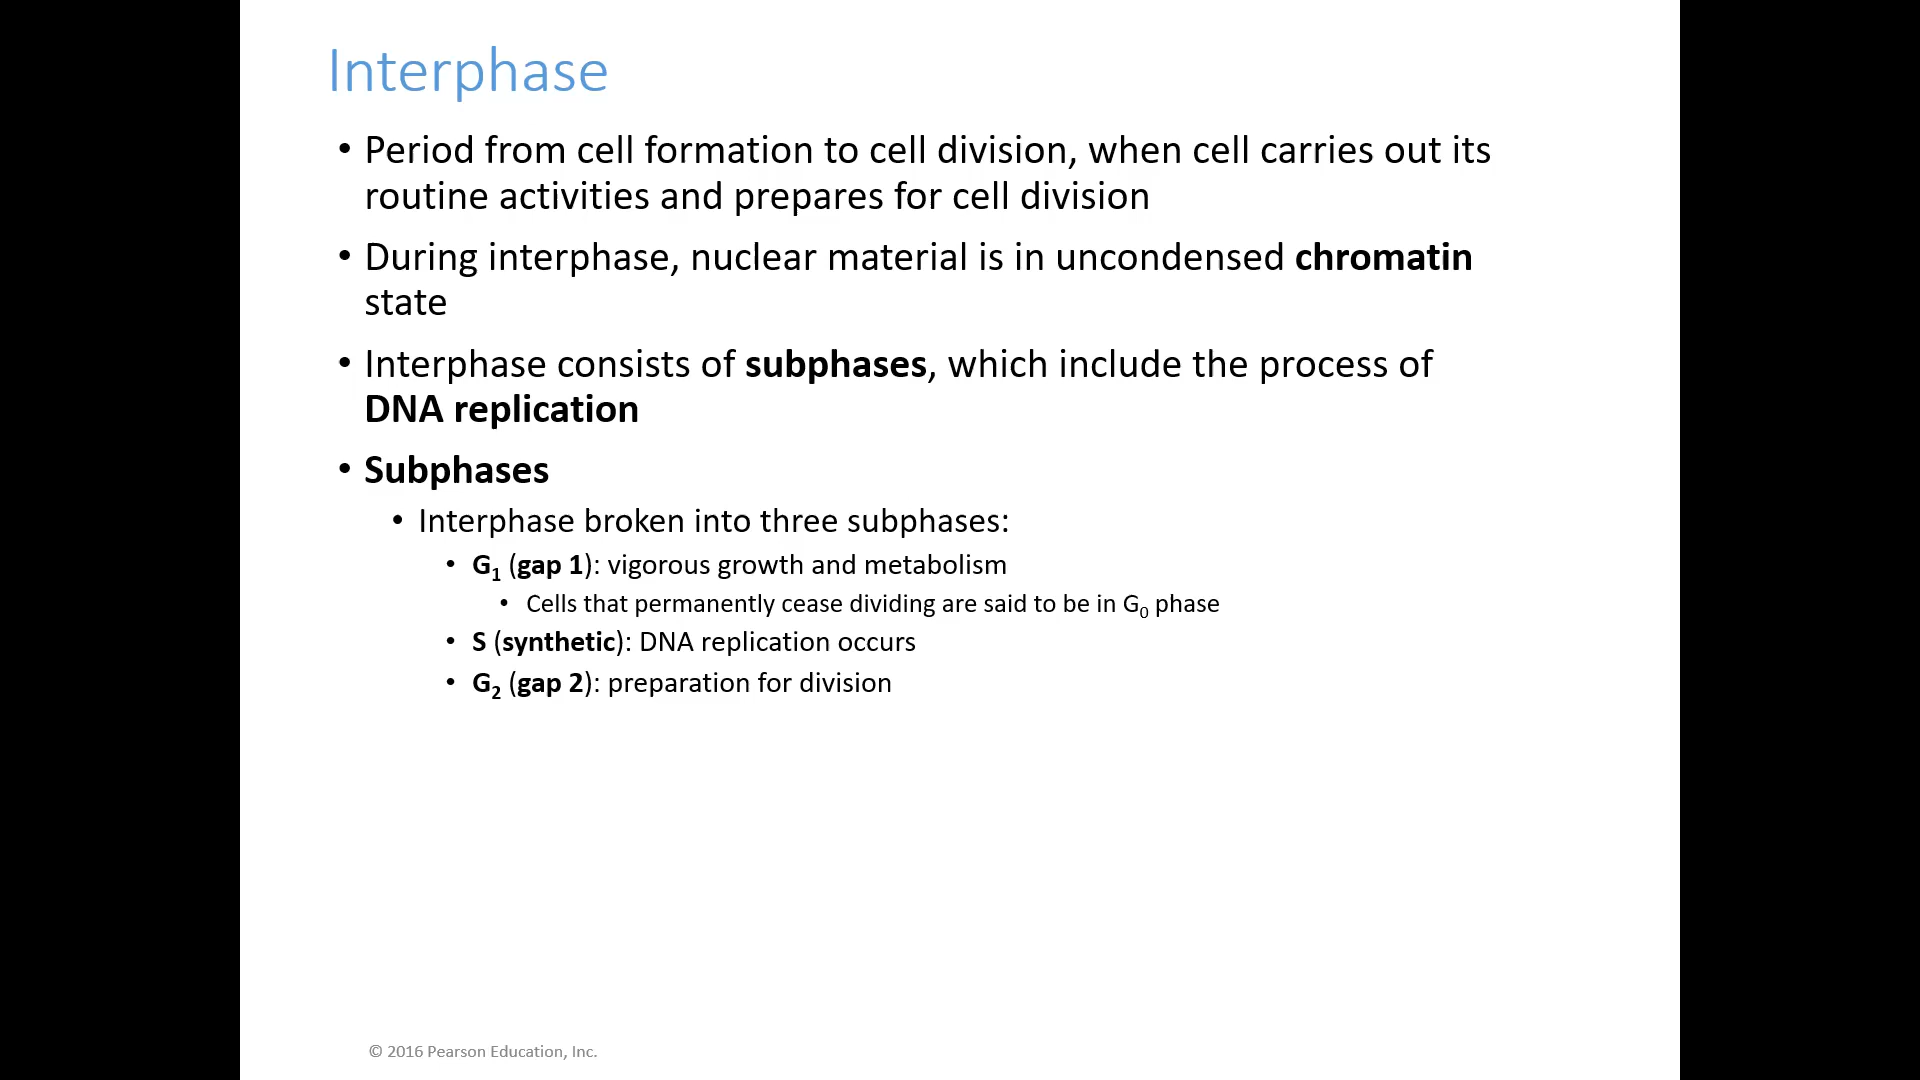 Interphase
• Period from cell formation to cell division, when cell carries out its
routine activities and prepares for cell division
• During interphase, nuclear material is in uncondensed chromatin
state
• Interphase consists of subphases, which include the process of
DNA replication
• Subphases
• Interphase broken into three subphases:
• G₁ (gap 1): vigorous growth and metabolism
• Cells that permanently cease dividing are said to be in G₀ phase
• S (synthetic): DNA replication occurs
• G₂ (gap 2): preparation for division
© 2016 Pearson Education, Inc.